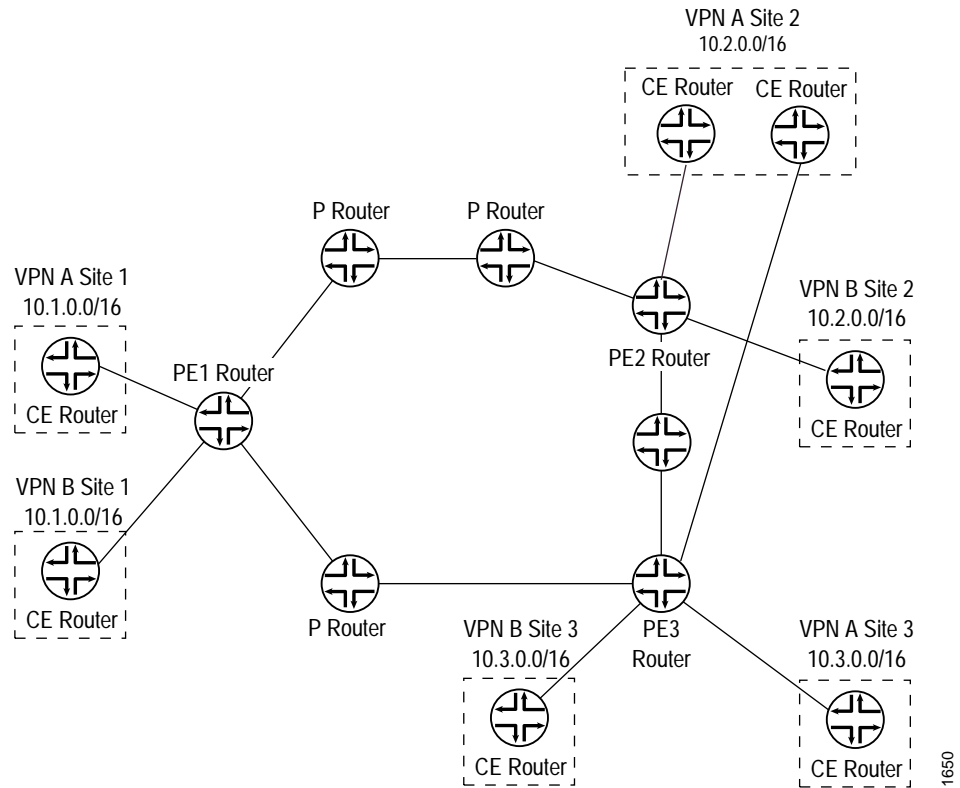 VPN A Site 2
10.2.0.0/16
CE Router
CE Router
P Router
P Router
VPN A Site 1
10.1.0.0/16
CE Router
PE1 Router
PE2 Router
VPN B Site 2
10.2.0.0/16
CE Router
VPN B Site 1
10.1.0.0/16
CE Router
P Router
VPN B Site 3
10.3.0.0/16
CE Router
PE3
Router
VPN A Site 3
10.3.0.0/16
CE Router
1650